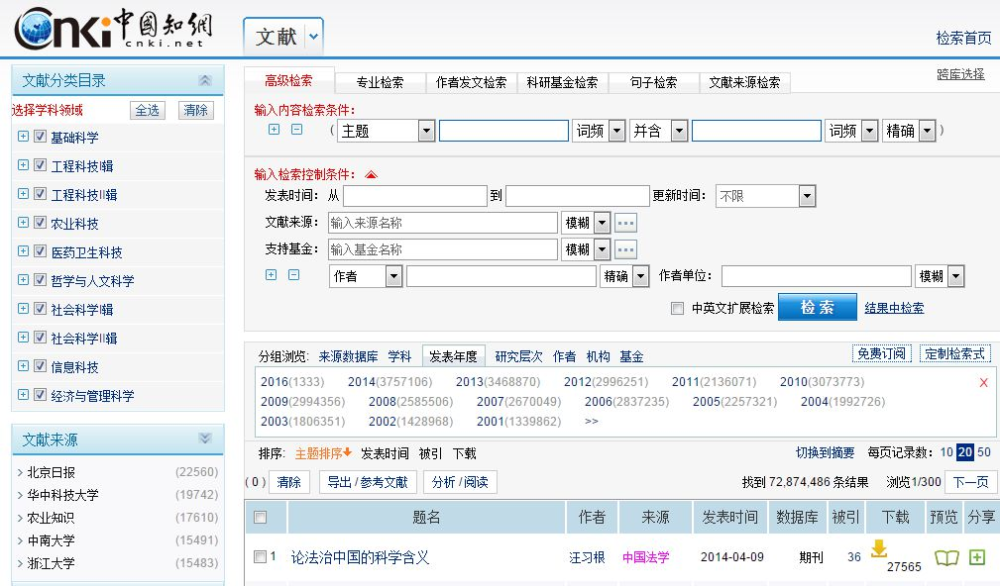 cnki 中國知網
cnki.net
文献
检索首页
文献分类目录
选择学科领域 全选 清除
基础科学
工程科技I辑
工程科技II辑
农业科技
医药卫生科技
哲学与人文科学
社会科学I辑
社会科学II辑
信息科技
经济与管理科学
文献来源
北京日报 (22560)
华中科技大学 (19742)
农业知识 (17610)
中南大学 (15491)
浙江大学 (15483)
高级检索 专业检索 作者发文检索 科研基金检索 句子检索 文献来源检索 跨库选择
输入内容检索条件:
( 主题 词频 并含 词频 精确 )
输入检索控制条件:
发表时间: 从 到 更新时间: 不限
文献来源: 输入来源名称 模糊 ...
支持基金: 输入基金名称 模糊 ...
作者 精确 作者单位: 模糊
中英文扩展检索 检索 结果中检索
分组浏览: 来源数据库 学科 发表年度 研究层次 作者 机构 基金 免费订阅 定制检索式
2016(1333) 2014(3757106) 2013(3468870) 2012(2996251) 2011(2136071) 2010(3073773) X
2009(2994356) 2008(2585506) 2007(2670049) 2006(2837235) 2005(2257321) 2004(1992726)
2003(1806351) 2002(1428968) 2001(1339862) >>
排序: 主题排序 发表时间 被引 下载 切换到摘要 每页记录数: 10 20 50
(0) 清除 导出/参考文献 分析/阅读 找到 72,874,486 条结果 浏览1/300 下一页
题名 作者 来源 发表时间 数据库 被引 下载 预览 分享
1 论法治中国的科学含义 汪习根 中国法学 2014-04-09 期刊 36 27565